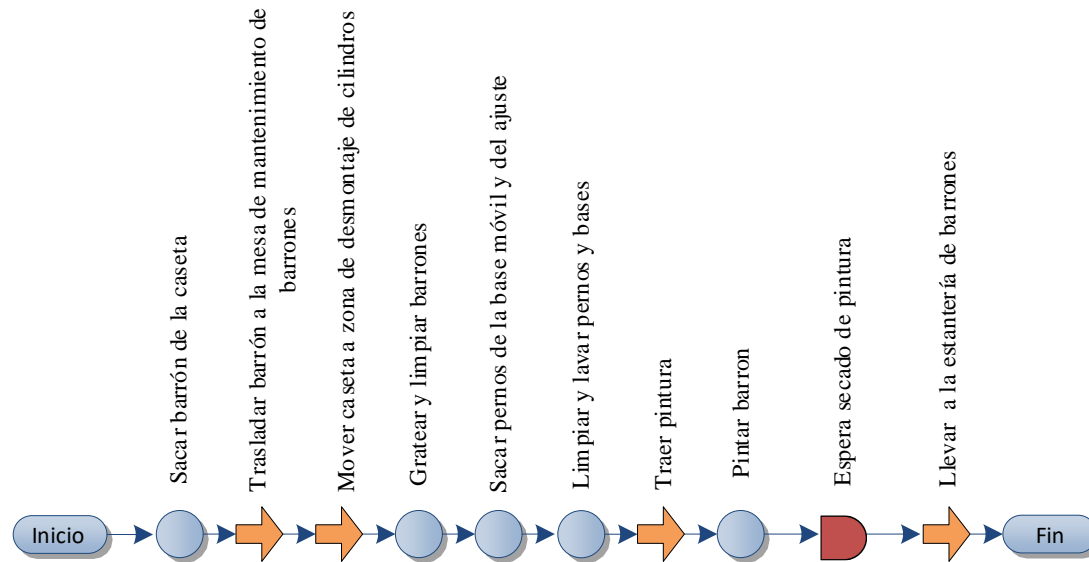 Inicio
Sacar barrón de la caseta
Trasladar barrón a la mesa de mantenimiento de
barrones
Mover caseta a zona de desmontaje de cilindros
Gratear y limpiar barrones
Sacar pernos de la base móvil y del ajuste
Limpiar y lavar pernos y bases
Traer pintura
Pintar barron
Espera secado de pintura
Llevar a la estantería de barrones
Fin